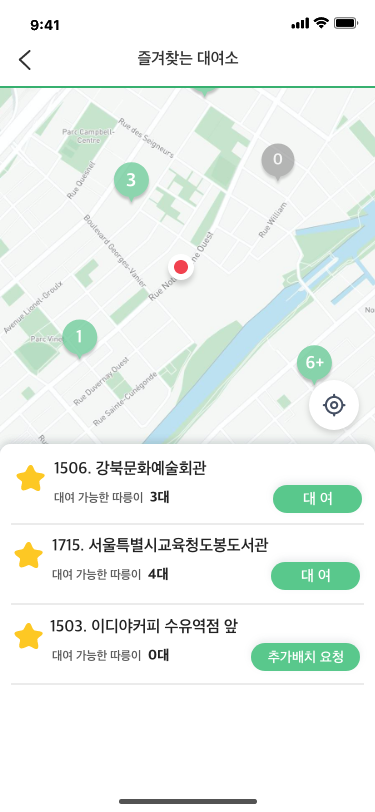 9:41
즐겨찾는 대여소
Parc Campbell-
Centre
Rue des Seigneurs
0
3
Rue Quesnel
Rue William
Boulevard Georges-Vanier
Rue Notre-Dame Ouest
Avenue Lionel-Groulx
1
Parc Vine
6+
Rue Duvernay Ouest
Rue Sainte-Cunégonde
1506. 강북문화예술회관
대여 가능한 따릉이 3대
대 여
1715. 서울특별시교육청도봉도서관
대여 가능한 따릉이 4대
대 여
1503. 이디야커피 수유역점 앞
대여 가능한 따릉이 0대
추가배치 요청